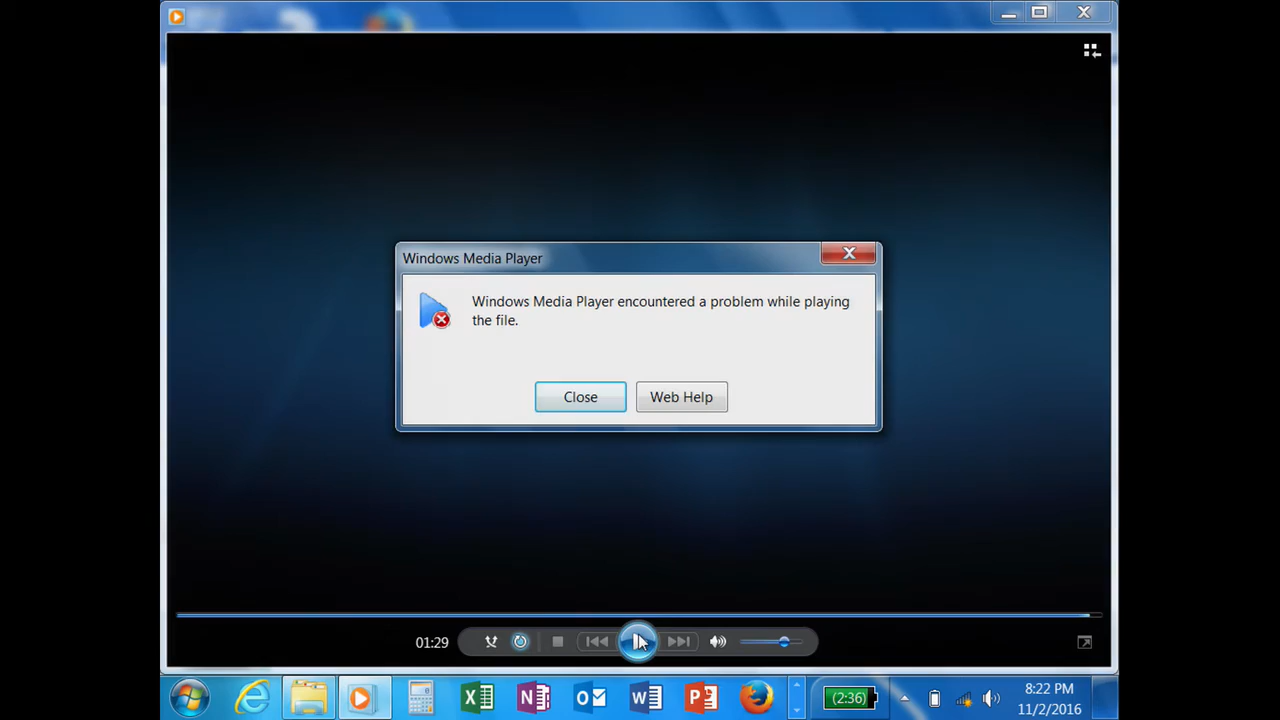 Windows Media Player
Windows Media Player encountered a problem while playing
the file.
Close
Web Help
01:29
(2:36)
8:22 PM
11/2/2016